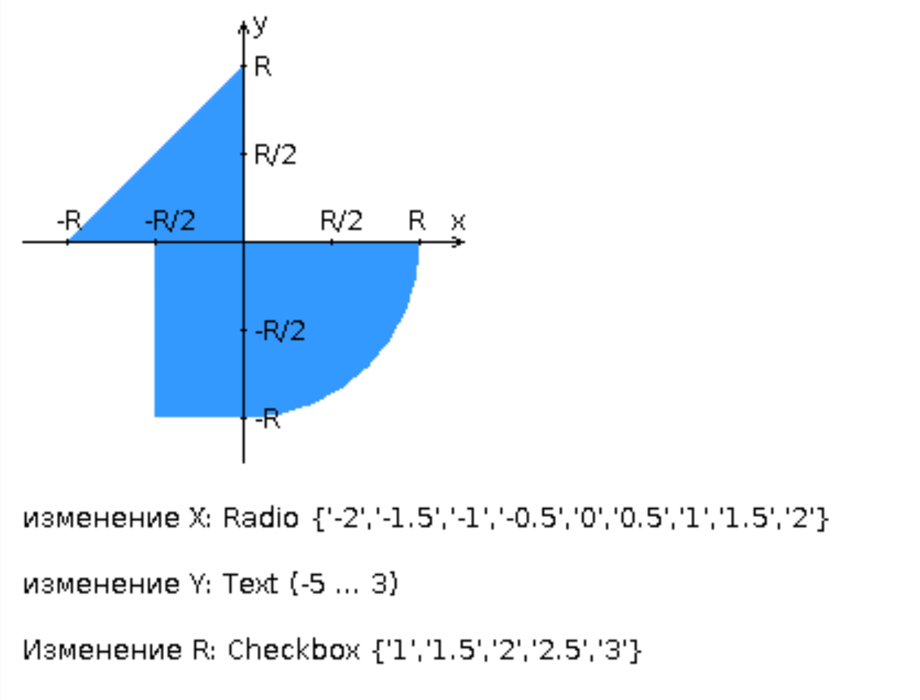 y
R
R/2
-R -R/2 R/2 R x
-R/2
-R
изменение X: Radio {'-2','-1.5','-1','-0.5','0','0.5','1','1.5','2'}
изменение Y: Text (-5 ... 3)
Изменение R: Checkbox {'1','1.5','2','2.5','3'}